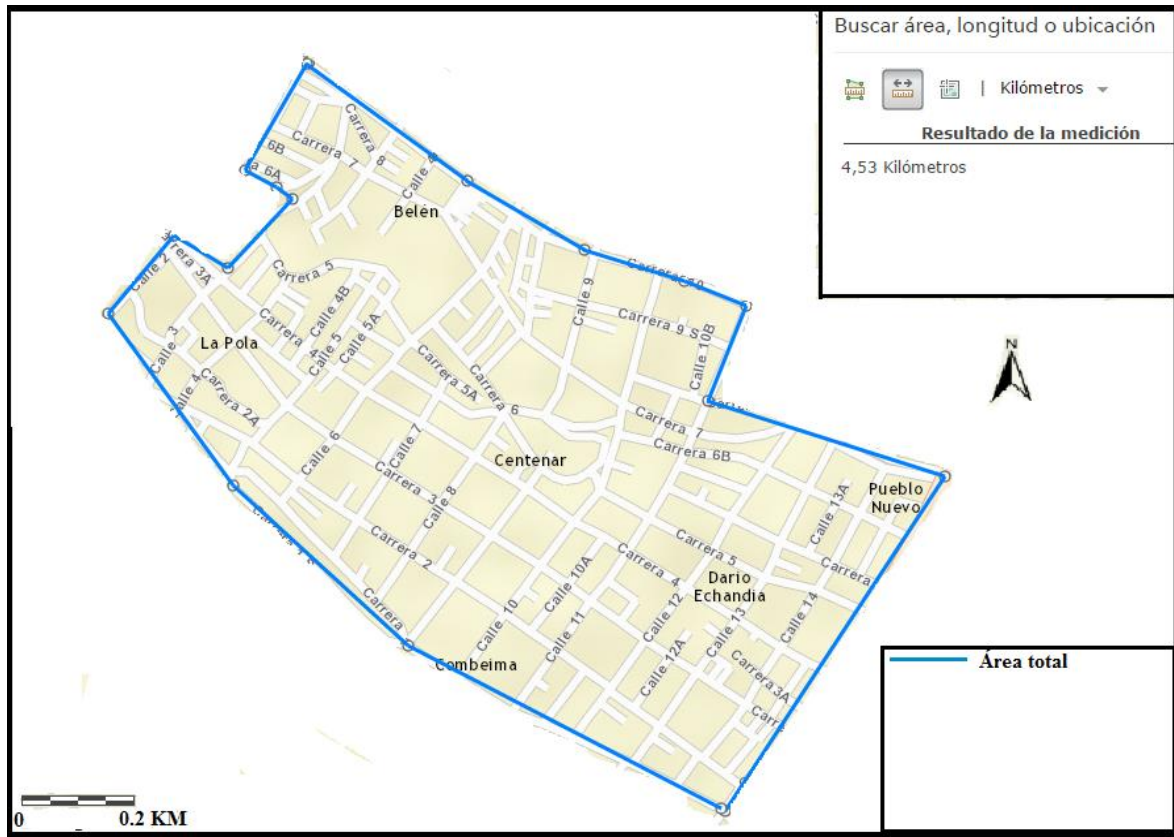 Buscar área, longitud o ubicación
| Kilómetros
Resultado de la medición
4,53 Kilómetros
Carrera 8
Carrera 7
6B
6A
Calle 4
Belén
Calle 2
rrera 3A
Carrera 5
Calle 9
Carrera
Calle 4B
Carrera 9 S
Calle 3
La Pola
Carrera 4
Calle 5
Calle 5A
Calle 10B
Calle 4
Carrera 2A
Carrera 5A
Carrera 6
Carrera 7
Carrera 6B
Calle 6
Calle 7
Centenar
Carrera 3
Calle 8
Calle 13A
Pueblo
Nuevo
N
Carrera 2
Carrera 5
Carrera
Calle 10A
Carrera 4
Dario
Echandia
Carrera
Calle 10
Calle 11
Calle 12
Calle 13
Calle 14
Combeima
Calle 12A
Carrera 3A
Carre
Área total
0 0.2 KM